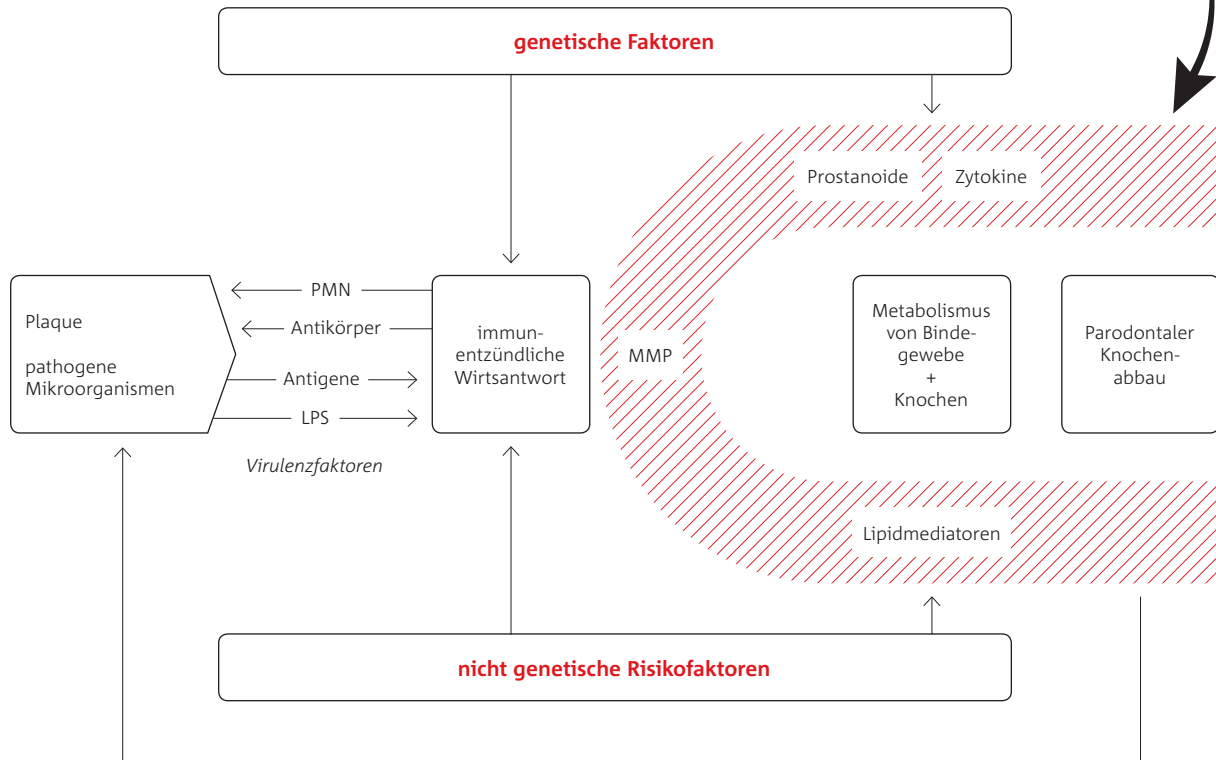 genetische Faktoren
Prostanoide
Zytokine
Plaque
pathogene
Mikroorganismen
PMN
Antikörper
Antigene
LPS
Virulenzfaktoren
immun-
entzündliche
Wirtsantwort
MMP
Metabolismus
von Binde-
gewebe
+
Knochen
Parodontaler
Knochen-
abbau
Lipidmediatoren
nicht genetische Risikofaktoren